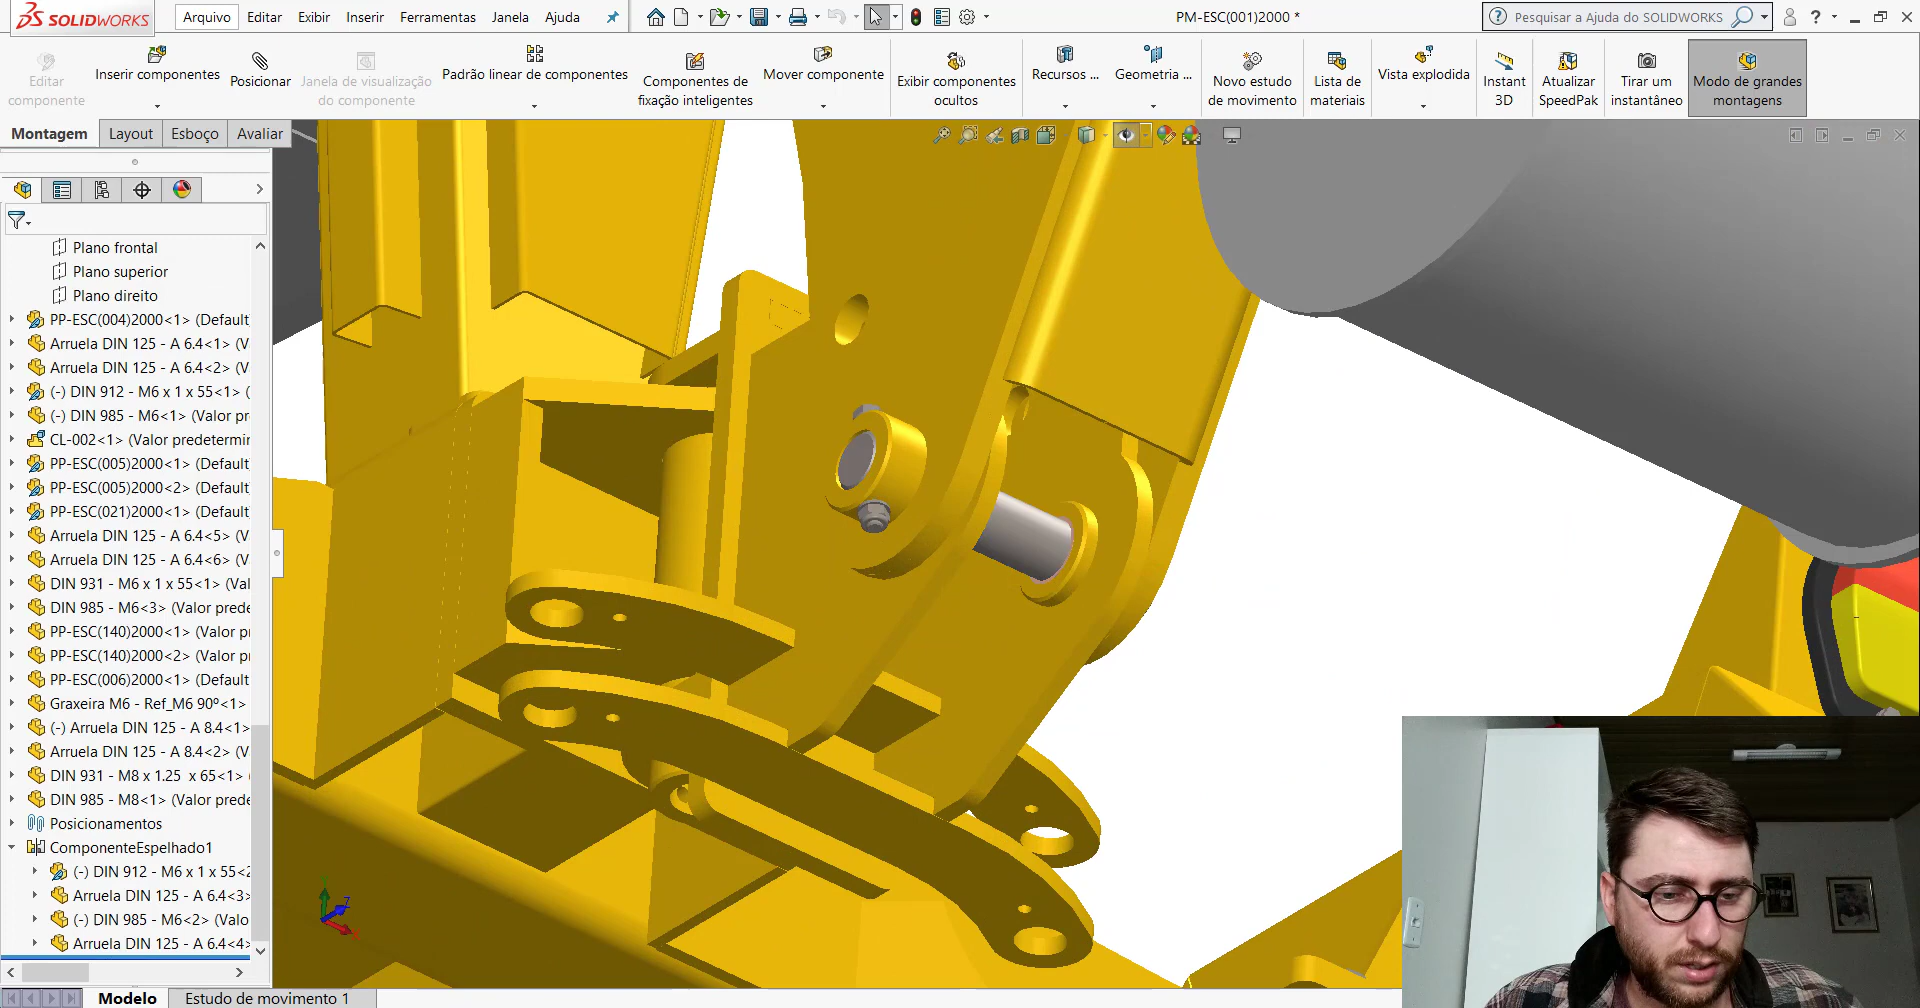 SOLIDWORKS
Arquivo
Editar
Exibir
Inserir
Ferramentas
Janela
Ajuda
PM-ESC(001)2000 *
Pesquisar a Ajuda do SOLIDWORKS
Editar
componente
Inserir componentes
Posicionar
Janela de visualização
do componente
Padrão linear de componentes
Componentes de
fixação inteligentes
Mover componente
Exibir componentes
ocultos
Recursos ...
Geometria ...
Novo estudo
de movimento
Lista de
materiais
Vista explodida
Instant
3D
Atualizar
SpeedPak
Tirar um
instantâneo
Modo de grandes
montagens
Montagem
Layout
Esboço
Avaliar
Plano frontal
Plano superior
Plano direito
PP-ESC(004)2000<1> (Default
Arruela DIN 125 - A 6.4<1> (V
Arruela DIN 125 - A 6.4<2> (V
(-) DIN 912 - M6 x 1 x 55<1> (
(-) DIN 985 - M6<1> (Valor pr
CL-002<1> (Valor predetermin
PP-ESC(005)2000<1> (Default
PP-ESC(005)2000<2> (Default
PP-ESC(021)2000<1> (Default
Arruela DIN 125 - A 6.4<5> (V
Arruela DIN 125 - A 6.4<6> (V
DIN 931 - M6 x 1 x 55<1> (Val
DIN 985 - M6<3> (Valor prede
PP-ESC(140)2000<1> (Valor p
PP-ESC(140)2000<2> (Valor p
PP-ESC(006)2000<1> (Default
Graxeira M6 - Ref_M6 90º<1>
(-) Arruela DIN 125 - A 8.4<1>
Arruela DIN 125 - A 8.4<2> (V
DIN 931 - M8 x 1.25 x 65<1> (
DIN 985 - M8<1> (Valor prede
Posicionamentos
ComponenteEspelhado1
(-) DIN 912 - M6 x 1 x 55<2
Arruela DIN 125 - A 6.4<3>
(-) DIN 985 - M6<2> (Valo
Arruela DIN 125 - A 6.4<4>
Modelo
Estudo de movimento 1